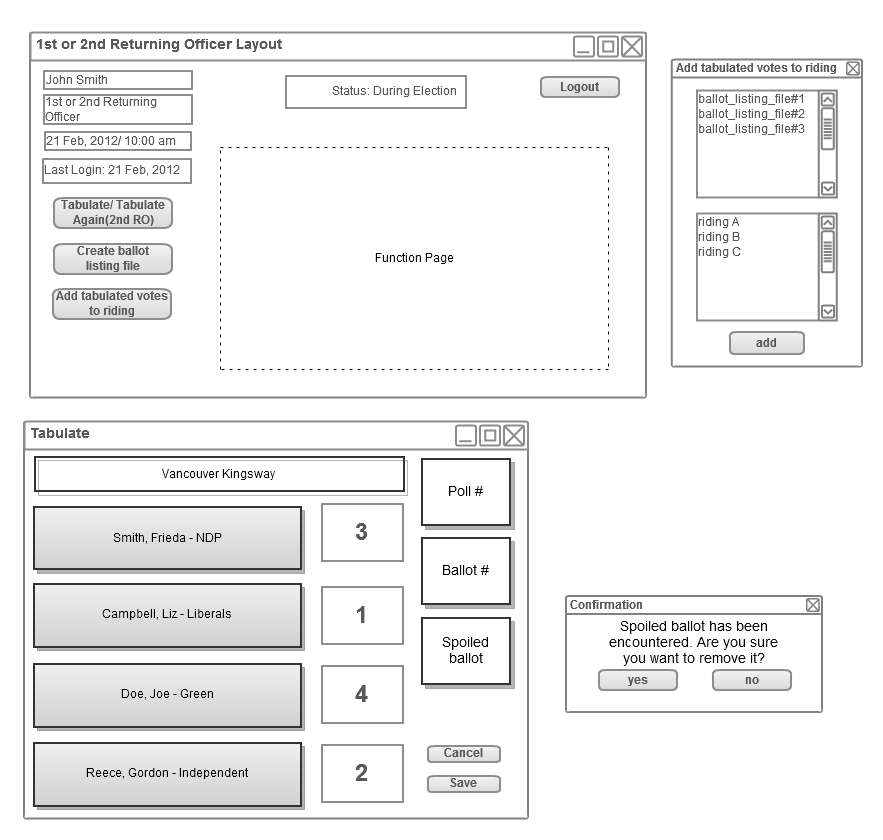 1st or 2nd Returning Officer Layout
John Smith
1st or 2nd Returning
Officer
21 Feb, 2012/ 10:00 am
Last Login: 21 Feb, 2012
Status: During Election
Logout
Tabulate/ Tabulate
Again(2nd RO)
Create ballot
listing file
Add tabulated votes
to riding
Function Page
Add tabulated votes to riding
ballot_listing_file#1
ballot_listing_file#2
ballot_listing_file#3
riding A
riding B
riding C
add
Tabulate
Vancouver Kingsway
Smith, Frieda - NDP
3
Campbell, Liz - Liberals
1
Doe, Joe - Green
4
Reece, Gordon - Independent
2
Poll #
Ballot #
Spoiled
ballot
Cancel
Save
Confirmation
Spoiled ballot has been
encountered. Are you sure
you want to remove it?
yes
no